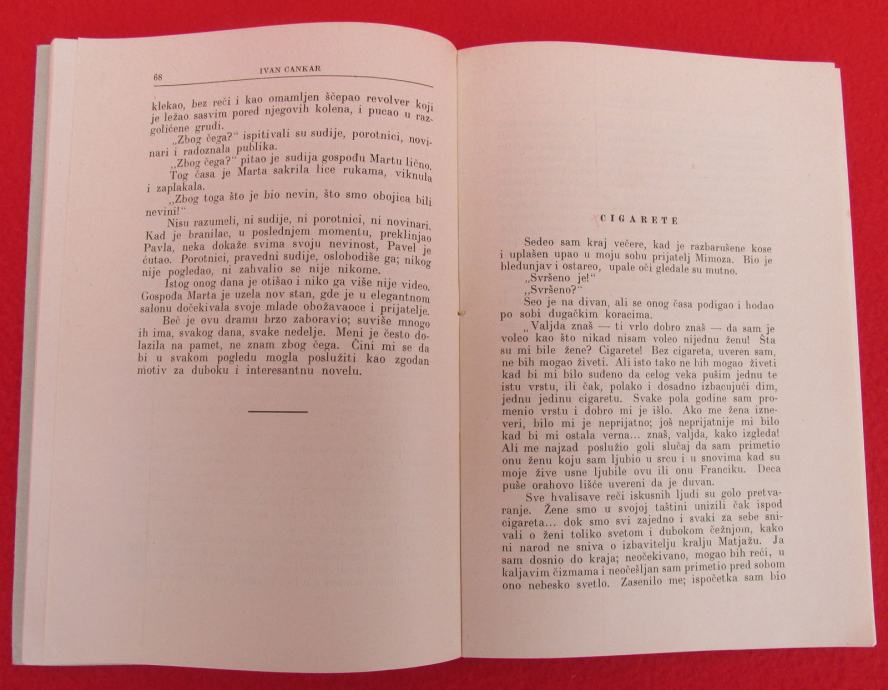 68
IVAN CANKAR
klekao, bez reči i kao omamljen ščepao revolver koji
je ležao sasvim pored njegovih kolena, i pucao u raz-
golićene grudi.
„Zbog čega?“ ispitivali su sudije, porotnici, novi-
nari i radoznala publika.
„Zbog čega?“ pitao je sudija gospođu Martu lično.
Tog časa je Marta sakrila lice rukama, viknula
i zaplakala.
„Zbog toga što je bio nevin, što smo obojica bili
nevini!“
Nisu razumeli, ni sudije, ni porotnici, ni novinari.
Kad je branilac, u poslednjem momentu, preklinjao
Pavla, neka dokaže svima svoju nevinost, Pavel je
ćutao. Porotnici, pravedni sudije, oslobodiše ga; nikog
nije pogledao, ni zahvalio se nije nikome.
Istog onog dana je otišao i niko ga više nije video.
Gospođa Marta je uzela nov stan, gde je u elegantnom
salonu dočekivala svoje mlade obožavaoce i prijatelje.
Beč je ovu dramu brzo zaboravio; suviše mnogo
ih ima, svakog dana, svake nedelje. Meni je često do-
lazila na pamet, ne znam zbog čega. Čini mi se da
bi u svakom pogledu mogla poslužiti kao zgodan
motiv za duboku i interesantnu novelu.
CIGARETE
Sedeo sam kraj večere, kad je razbarušene kose
i uplašen upao u moju sobu prijatelj Mimoza. Bio je
bledunjav i ostareo, upale oči gledale su mutno.
„Svršeno je!“
„Svršeno?“
Seo je na divan, ali se onog časa podigao i hodao
po sobi dugačkim koracima.
„Valjda znaš — ti vrlo dobro znaš — da sam je
voleo kao što nikad nisam voleo nijednu ženu! Šta
su mi bile žene? Cigarete! Bez cigareta, uveren sam,
ne bih mogao živeti. Ali isto tako ne bih mogao živeti
kad bi mi bilo suđeno da celog veka pušim jednu te
istu vrstu, ili čak, polako i dosadno izbacujući dim,
jednu jedinu cigaretu. Svake pola godine sam pro-
menio vrstu i dobro mi je išlo. Ako me žena izne-
veri, bilo mi je neprijatno; još neprijatnije mi bilo
kad bi mi ostala verna... znaš, valjda, kako izgleda!
Ali me najzad poslužio goli slučaj da sam primetio
onu ženu koju sam ljubio u srcu i u snovima kad su
moje žive usne ljubile ovu ili onu Franciku. Deca
puše orahovo lišće uvereni da je duvan.
Sve hvalisave reči iskusnih ljudi su golo pretva-
ranje. Žene smo u svojoj taštini unizili čak ispod
cigareta... dok smo svi zajedno i svaki za sebe sni-
vali o ženi toliko svetom i dubokom čežnjom, kako
ni narod ne sniva o izbavitelju kralju Matjažu. Ja
sam dosnio do kraja; neočekivano, mogao bih reći, u
kaljavim čizmama i neočešljan sam primetio pred sobom
ono nebesko svetlo. Zasenilo me; ispočetka sam bio